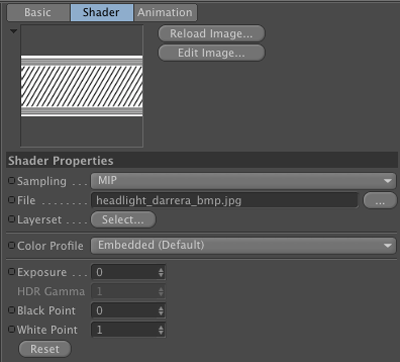 Basic Shader Animation
Reload Image...
Edit Image...
Shader Properties
Sampling . . . MIP
File . . . . . . . . headlight_darrera_bmp.jpg ...
Layerset . . . . Select...
Color Profile Embedded (Default)
Exposure . . . 0
HDR Gamma 1
Black Point 0
White Point 1
Reset